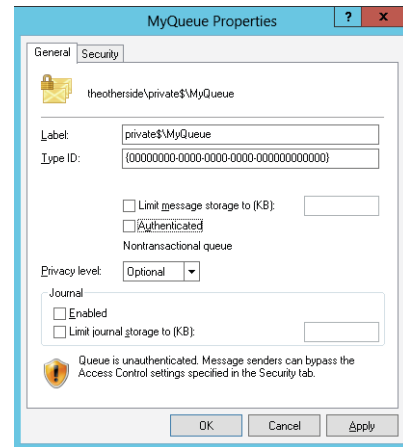 MyQueue Properties
? x
General Security
theotherside\private$\MyQueue
Label: private$\MyQueue
Type ID: {00000000-0000-0000-0000-000000000000}
Limit message storage to (KB):
Authenticated
Nontransactional queue
Privacy level: Optional
Journal
Enabled
Limit journal storage to (KB):
Queue is unauthenticated. Message senders can bypass the
Access Control settings specified in the Security tab.
OK Cancel Apply